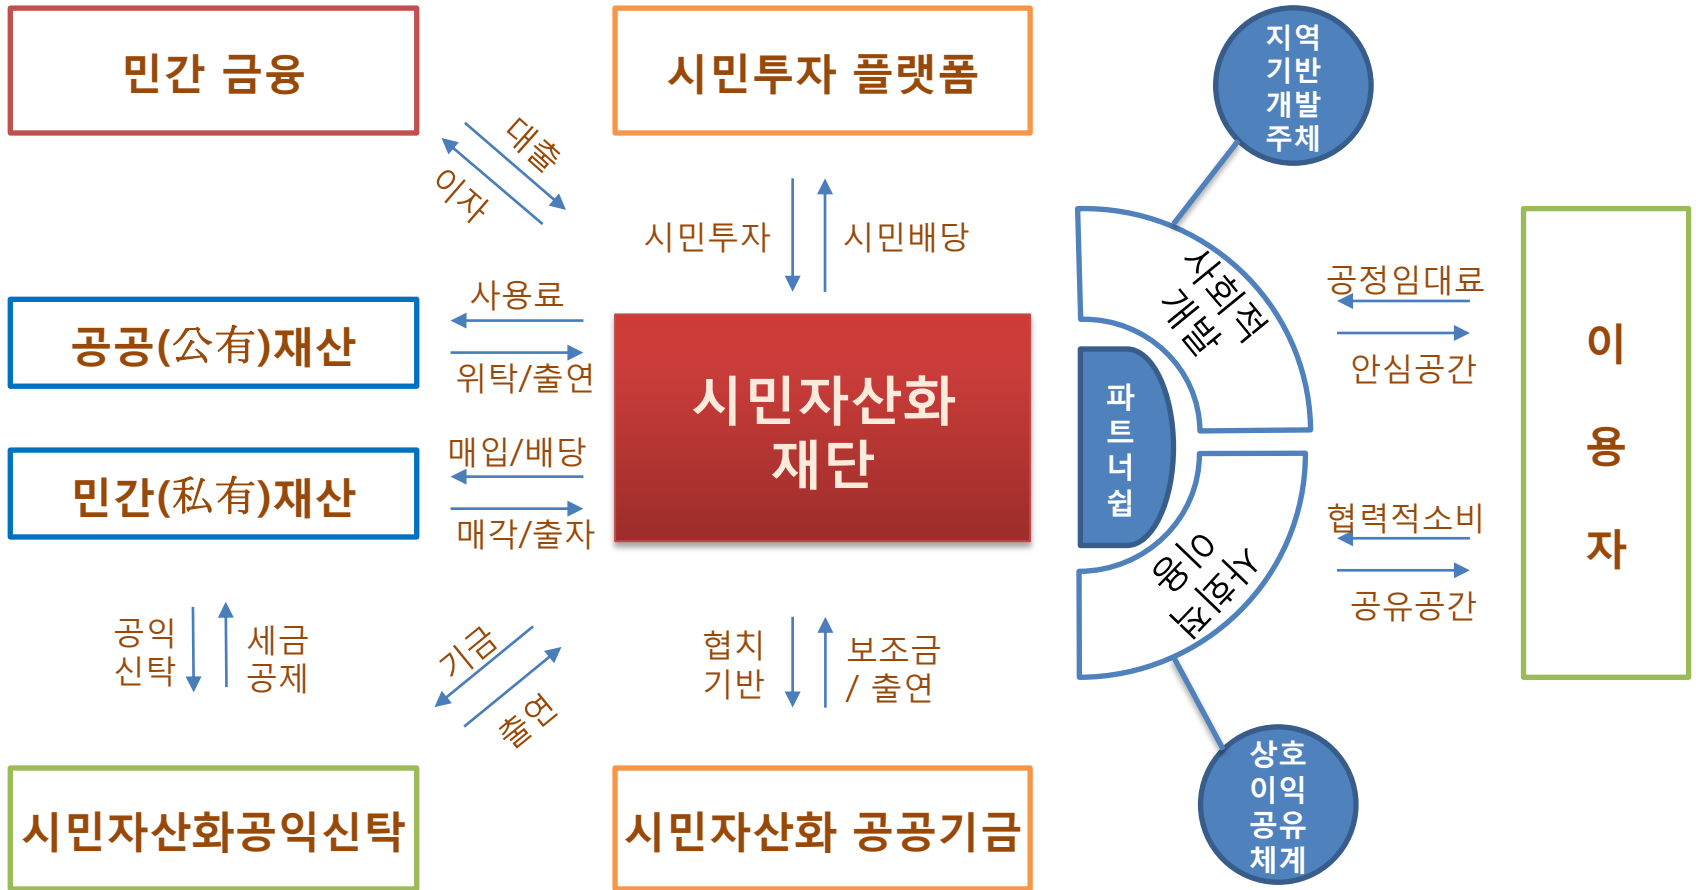 민간 금융
시민투자 플랫폼
지역
기반
개발
주체
대출
이자
시민투자
시민배당
사회적
개발
공정임대료
안심공간
사용료
공공(公有)재산
위탁/출연
시민자산화
재단
파
트
너
쉽
이
용
자
매입/배당
민간(私有)재산
매각/출자
협력적소비
공유공간
사회적
이용
공익
신탁
세금
공제
기금
출연
협치
기반
보조금
/ 출연
시민자산화공익신탁
시민자산화 공공기금
상호
이익
공유
체계